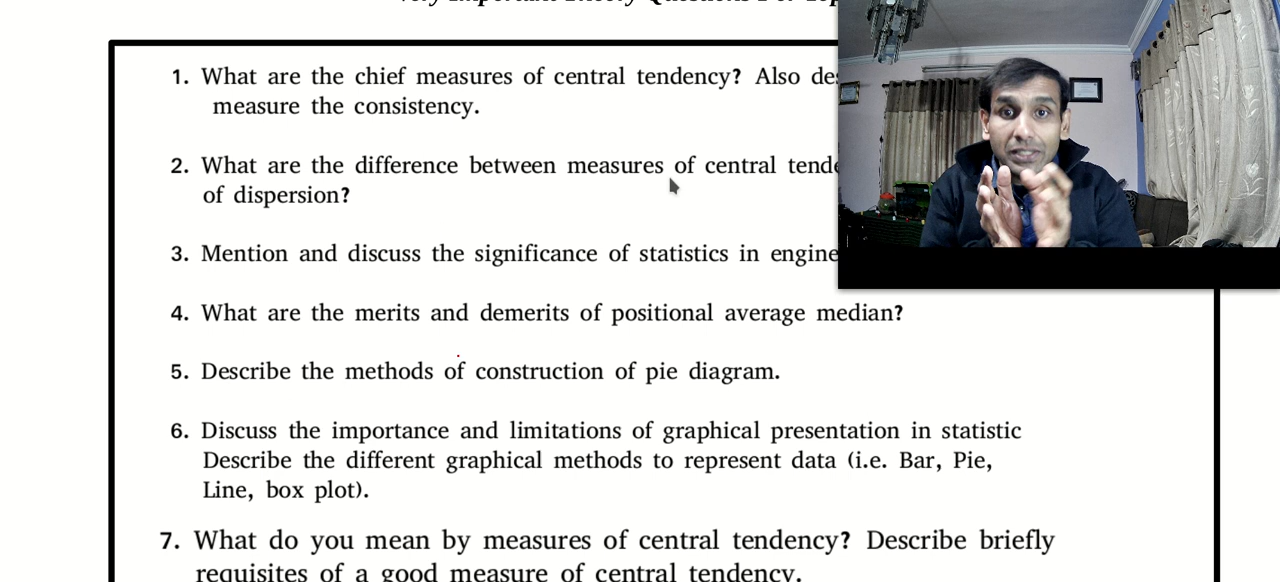 Very Important Theory Questions For
1. What are the chief measures of central tendency? Also
measure the consistency.
2. What are the difference between measures of central
of dispersion?
3. Mention and discuss the significance of statistics in
4. What are the merits and demerits of positional average median?
5. Describe the methods of construction of pie diagram.
6. Discuss the importance and limitations of graphical presentation in statistic
Describe the different graphical methods to represent data (i.e. Bar, Pie,
Line, box plot).
7. What do you mean by measures of central tendency? Describe briefly
requisites of a good measure of central tendency.